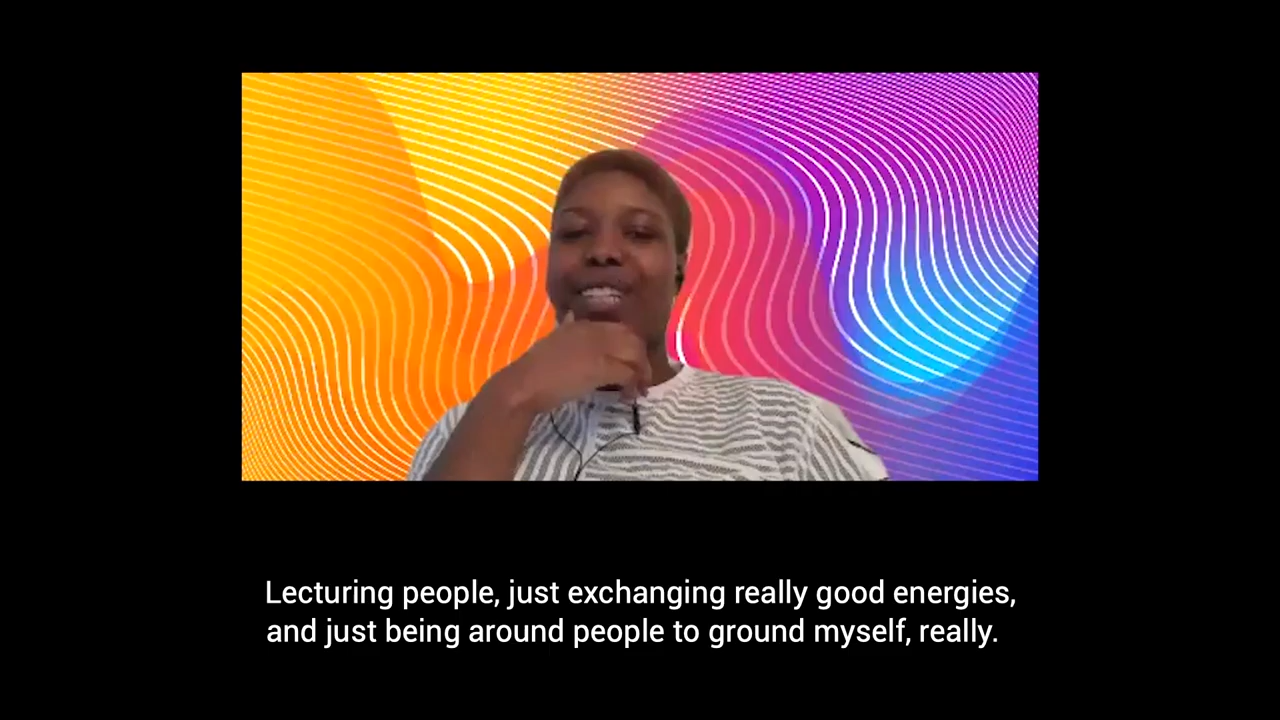 Lecturing people, just exchanging really good energies,
and just being around people to ground myself, really.